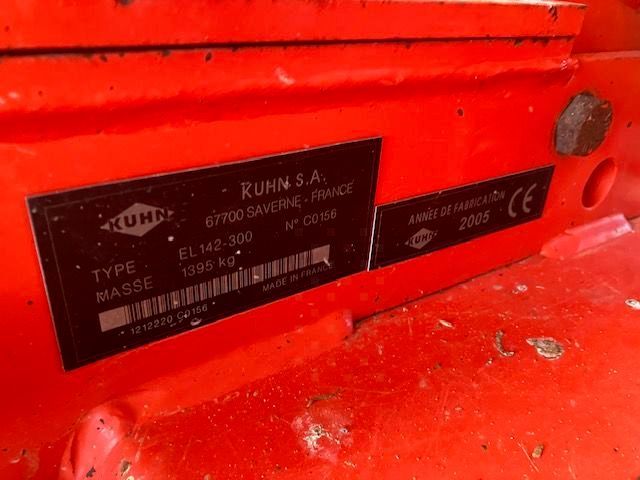 KUHN
KUHN S.A.
67700 SAVERNE - FRANCE
TYPE EL142-300 N° C0156
MASSE 1395 kg
MADE IN FRANCE
1212220 C0156
ANNÉE DE FABRICATION
KUHN 2005 CE